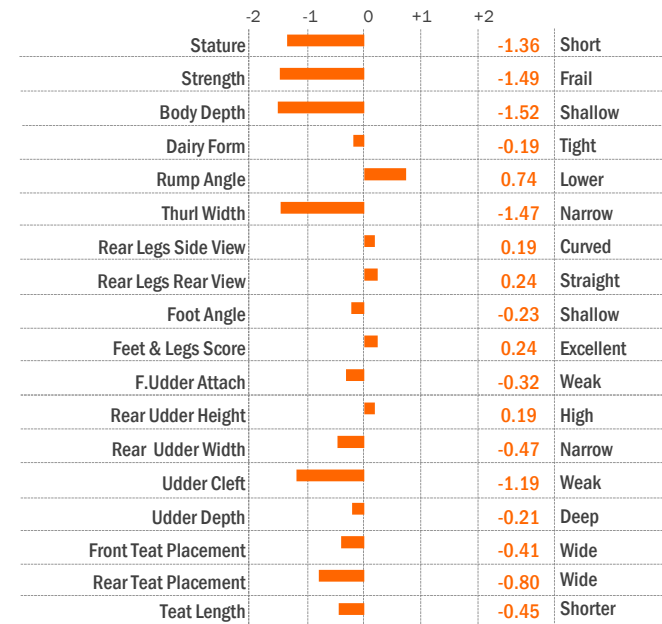 -2 -1 0 +1 +2
Stature -1.36 Short
Strength -1.49 Frail
Body Depth -1.52 Shallow
Dairy Form -0.19 Tight
Rump Angle 0.74 Lower
Thurl Width -1.47 Narrow
Rear Legs Side View 0.19 Curved
Rear Legs Rear View 0.24 Straight
Foot Angle -0.23 Shallow
Feet & Legs Score 0.24 Excellent
F.Udder Attach -0.32 Weak
Rear Udder Height 0.19 High
Rear Udder Width -0.47 Narrow
Udder Cleft -1.19 Weak
Udder Depth -0.21 Deep
Front Teat Placement -0.41 Wide
Rear Teat Placement -0.80 Wide
Teat Length -0.45 Shorter